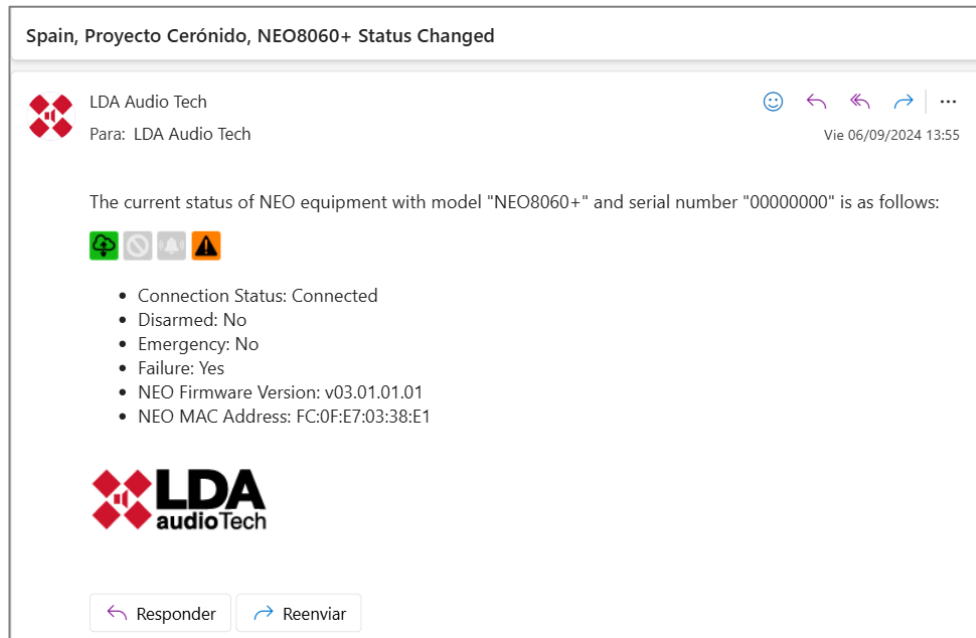 Spain, Proyecto Cerónido, NEO8060+ Status Changed
LDA Audio Tech
Para: LDA Audio Tech
Vie 06/09/2024 13:55
The current status of NEO equipment with model "NEO8060+" and serial number "00000000" is as follows:
• Connection Status: Connected
• Disarmed: No
• Emergency: No
• Failure: Yes
• NEO Firmware Version: v03.01.01.01
• NEO MAC Address: FC:0F:E7:03:38:E1
LDA
audioTech
Responder
Reenviar